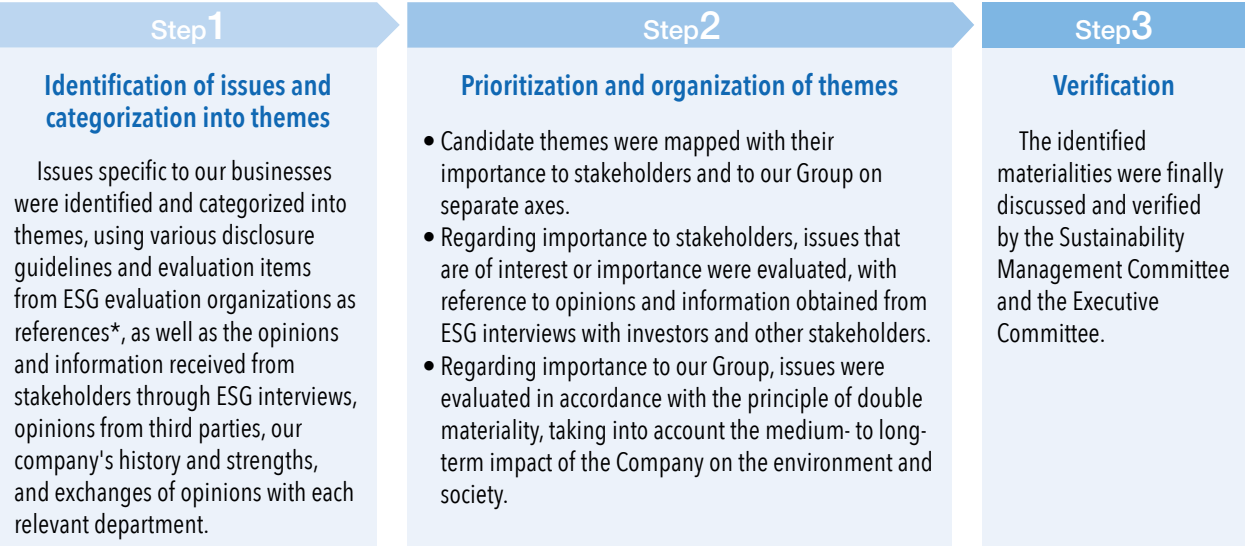 Step1
Identification of issues and
categorization into themes
Issues specific to our businesses
were identified and categorized into
themes, using various disclosure
guidelines and evaluation items
from ESG evaluation organizations as
references*, as well as the opinions
and information received from
stakeholders through ESG interviews,
opinions from third parties, our
company's history and strengths,
and exchanges of opinions with each
relevant department.
Step2
Prioritization and organization of themes
• Candidate themes were mapped with their
importance to stakeholders and to our Group on
separate axes.
• Regarding importance to stakeholders, issues that
are of interest or importance were evaluated, with
reference to opinions and information obtained from
ESG interviews with investors and other stakeholders.
• Regarding importance to our Group, issues were
evaluated in accordance with the principle of double
materiality, taking into account the medium- to long-
term impact of the Company on the environment and
society.
Step3
Verification
The identified
materialities were finally
discussed and verified
by the Sustainability
Management Committee
and the Executive
Committee.